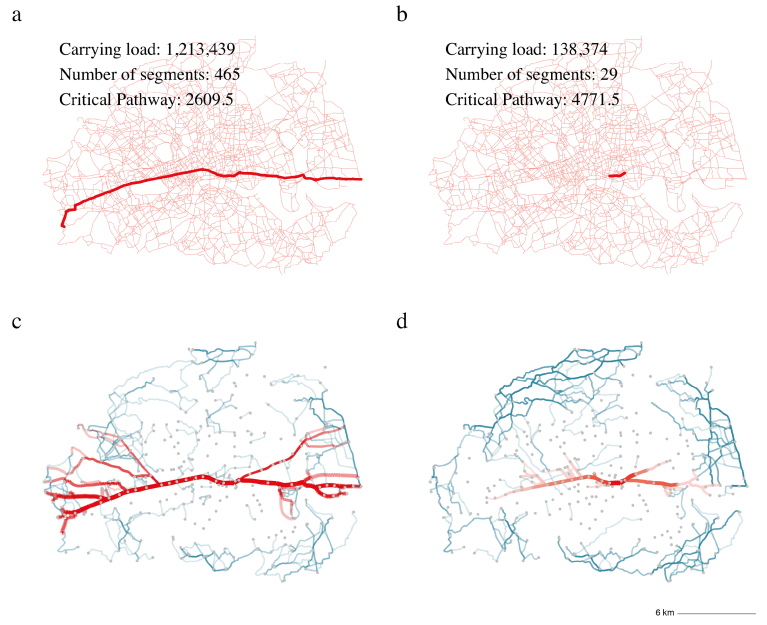 a
Carrying load: 1,213,439
Number of segments: 465
Critical Pathway: 2609.5
b
Carrying load: 138,374
Number of segments: 29
Critical Pathway: 4771.5
c
d
6 km